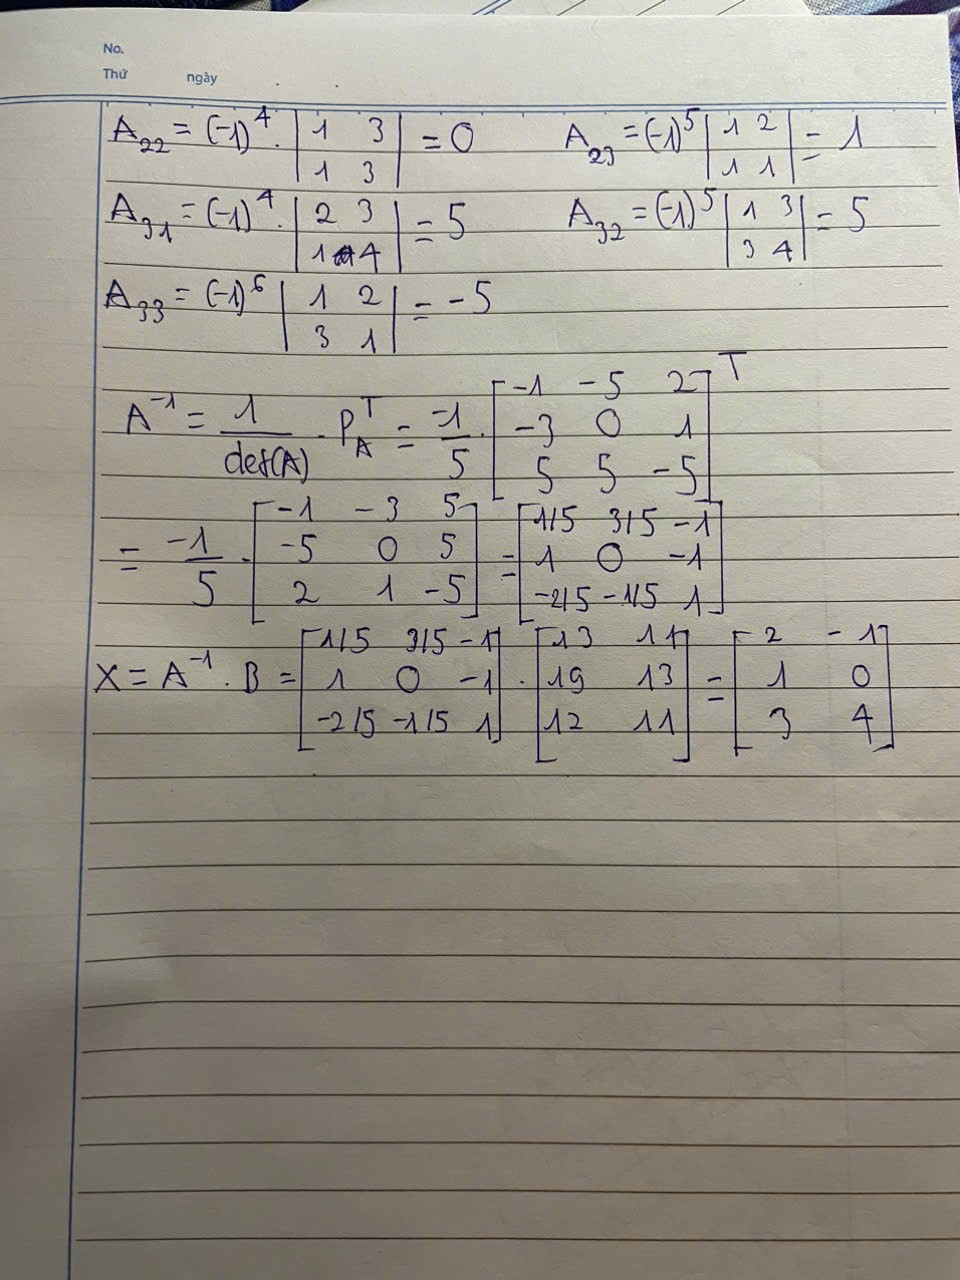 No.
Thứ ngày
A₂₂ = (-1)⁴ · |1 3| = 0 A₂₃ = (-1)⁵ |1 2| = 1
|1 3| |1 1|
A₃₁ = (-1)⁴ · |2 3| = 5 A₃₂ = (-1)⁵ |1 3| = 5
|1 4| |3 4|
A₃₃ = (-1)⁶ |1 2| = -5
|3 1|
[-1 -5 2]ᵀ
A⁻¹ = 1/det(A) · P_Aᵀ = -1/5 · [-3 0 1]
[5 5 -5]
[-1 -3 5] [1/5 3/5 -1]
= -1/5 · [-5 0 5] = [1 0 -1]
[2 1 -5] [-2/5 -1/5 1]
[1/5 3/5 -1] [13 11] [2 -1]
X = A⁻¹ . B = [1 0 -1] · [19 13] = [1 0]
[-2/5 -1/5 1] [12 11] [3 4]